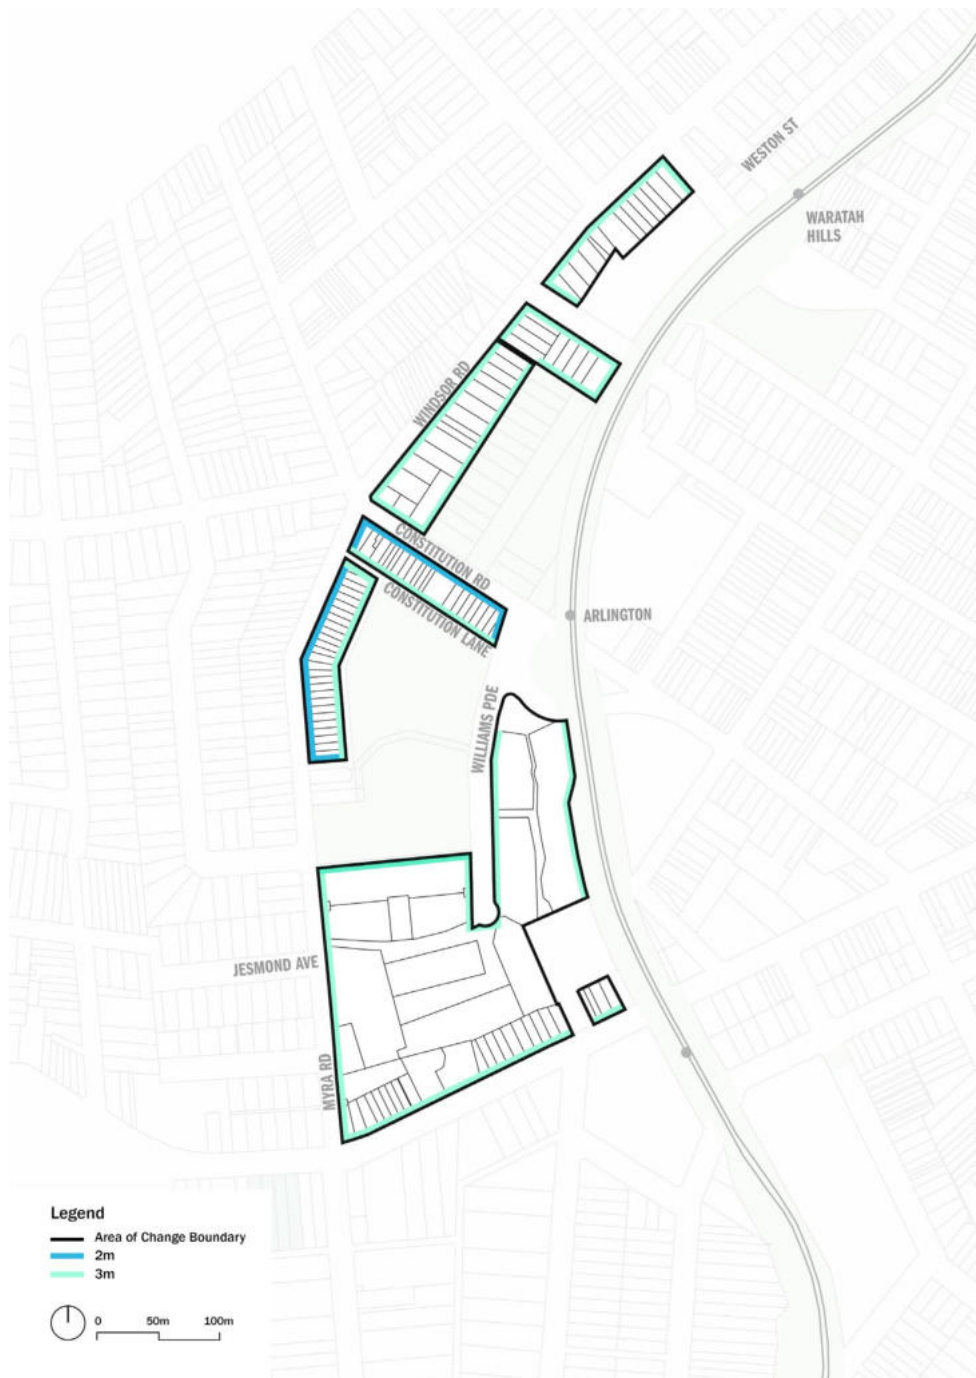 WESTON ST
WARATAH
HILLS
WINDSOR RD
CONSTITUTION RD
CONSTITUTION LANE
ARLINGTON
WILLIAMS PDE
JESMOND AVE
MYRA RD
Legend
Area of Change Boundary
2m
3m
0 50m 100m